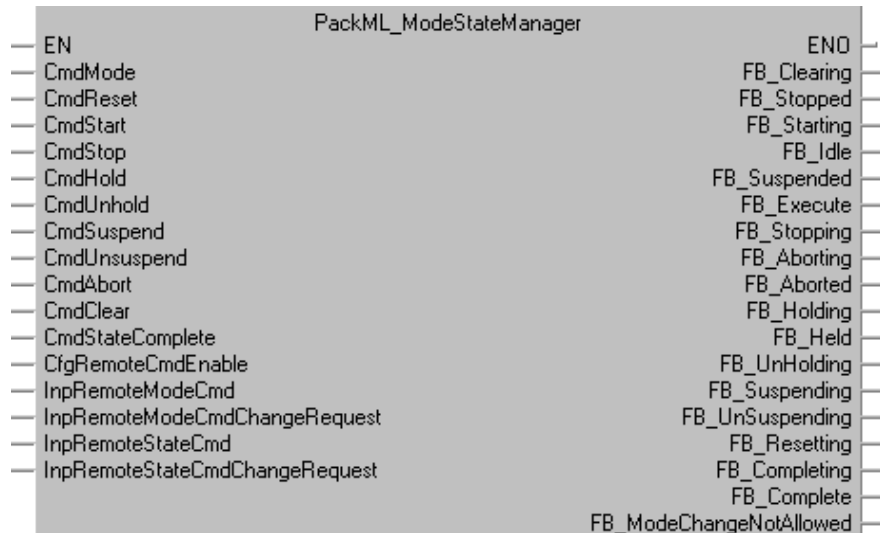 PackML_ModeStateManager
EN ENO
CmdMode FB_Clearing
CmdReset FB_Stopped
CmdStart FB_Starting
CmdStop FB_Idle
CmdHold FB_Suspended
CmdUnhold FB_Execute
CmdSuspend FB_Stopping
CmdUnsuspend FB_Aborting
CmdAbort FB_Aborted
CmdClear FB_Holding
CmdStateComplete FB_Held
CfgRemoteCmdEnable FB_UnHolding
InpRemoteModeCmd FB_Suspending
InpRemoteModeCmdChangeRequest FB_UnSuspending
InpRemoteStateCmd FB_Resetting
InpRemoteStateCmdChangeRequest FB_Completing
FB_Complete
FB_ModeChangeNotAllowed